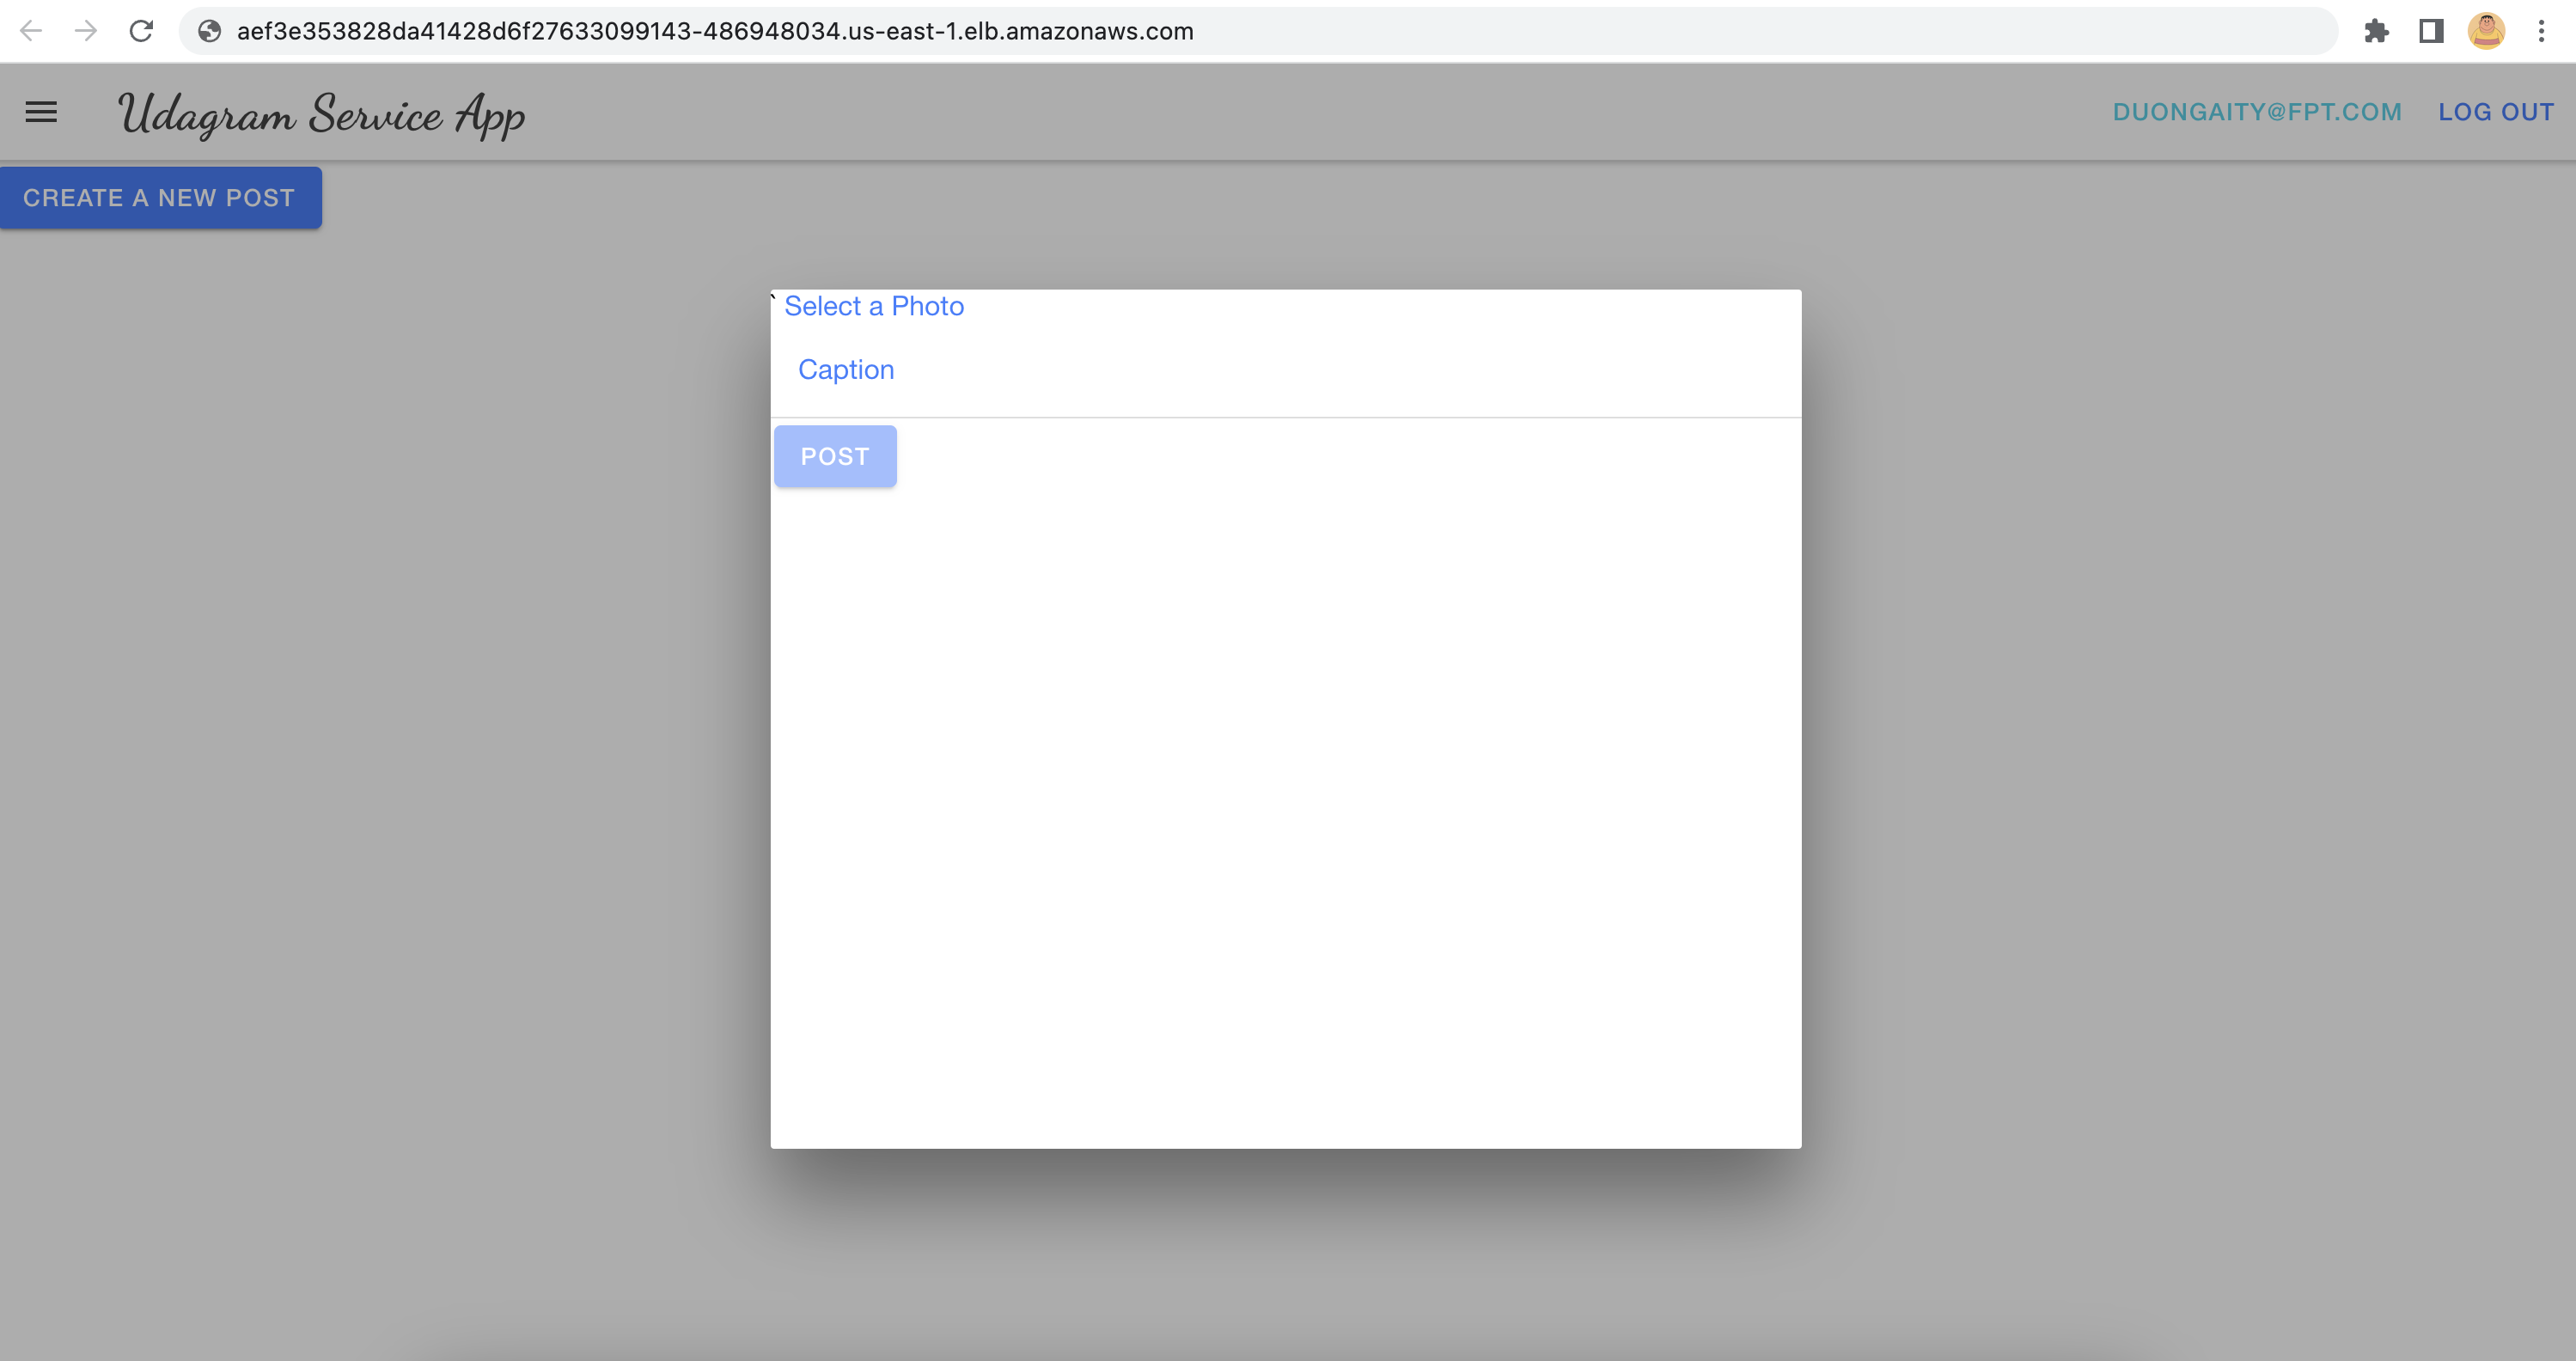 aef3e353828da41428d6f27633099143-486948034.us-east-1.elb.amazonaws.com
Udagram Service App
DUONGAITY@FPT.COM LOG OUT
CREATE A NEW POST
` Select a Photo
Caption
POST